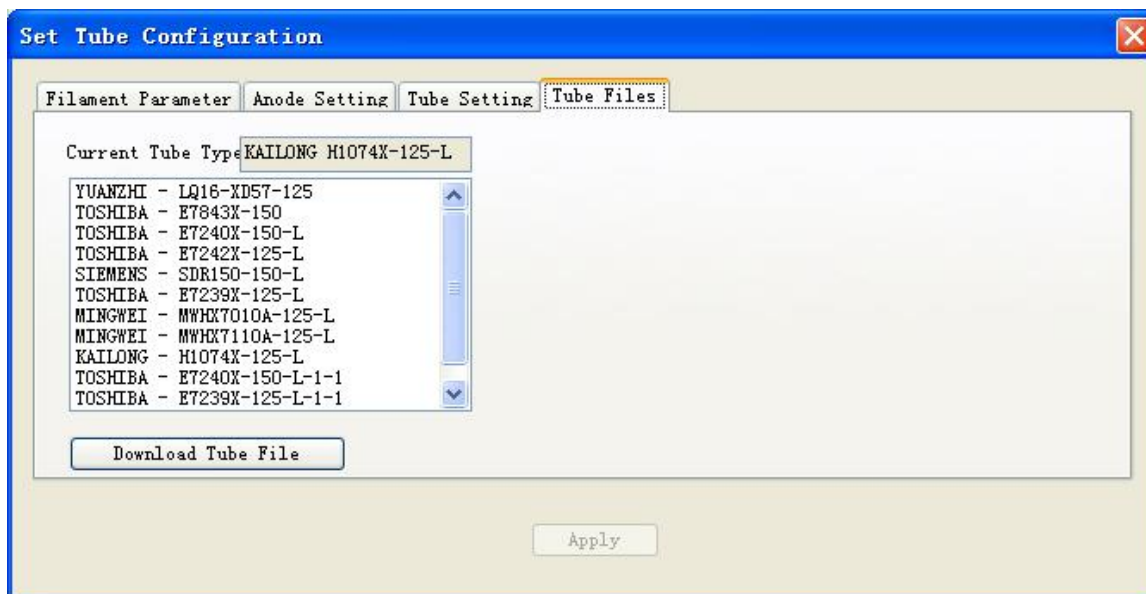 Set Tube Configuration
Filament Parameter Anode Setting Tube Setting Tube Files
Current Tube Type KAILONG H1074X-125-L
YUANZHI - LQ16-XD57-125
TOSHIBA - E7843X-150
TOSHIBA - E7240X-150-L
TOSHIBA - E7242X-125-L
SIEMENS - SDR150-150-L
TOSHIBA - E7239X-125-L
MINGWEI - MWHX7010A-125-L
MINGWEI - MWHX7110A-125-L
KAILONG - H1074X-125-L
TOSHIBA - E7240X-150-L-1-1
TOSHIBA - E7239X-125-L-1-1
Download Tube File
Apply